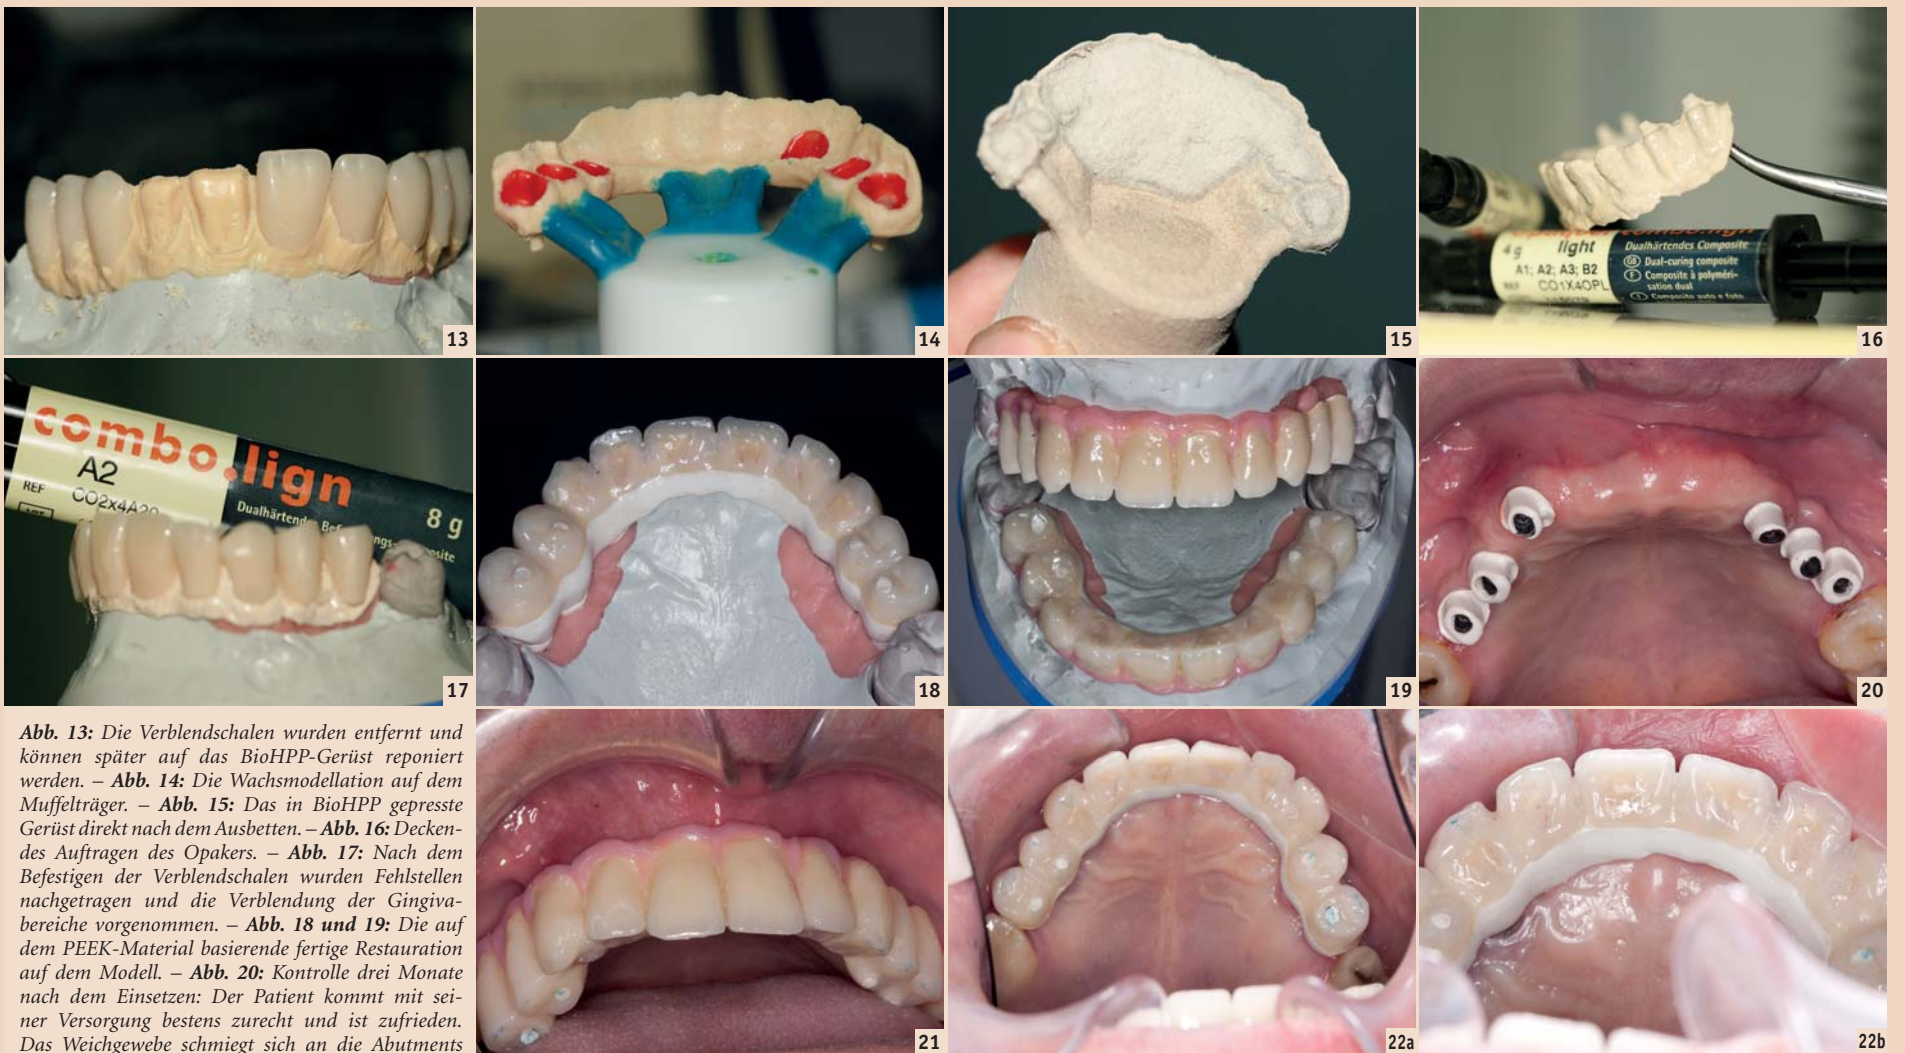 13
14
15
4 g light
A1; A2; A3; B2
REF CO1X4OPL
Dualhärtendes Composite
GB Dual-curing composite
F Composite à polyméri-
sation dual
16
combo.lign
A2
REF
8 g
17
18
19
20
Abb. 13: Die Verblendschalen wurden entfernt und
können später auf das BioHPP-Gerüst reponiert
werden. – Abb. 14: Die Wachsmodellation auf dem
Muffelträger. – Abb. 15: Das in BioHPP gepresste
Gerüst direkt nach dem Ausbetten. – Abb. 16: Decken-
des Auftragen des Opakers. – Abb. 17: Nach dem
Befestigen der Verblendschalen wurden Fehlstellen
nachgetragen und die Verblendung der Gingiva-
bereiche vorgenommen. – Abb. 18 und 19: Die auf
dem PEEK-Material basierende fertige Restauration
auf dem Modell. – Abb. 20: Kontrolle drei Monate
nach dem Einsetzen: Der Patient kommt mit sei-
ner Versorgung bestens zurecht und ist zufrieden.
Das Weichgewebe schmiegt sich an die Abutments
21
22a
22b